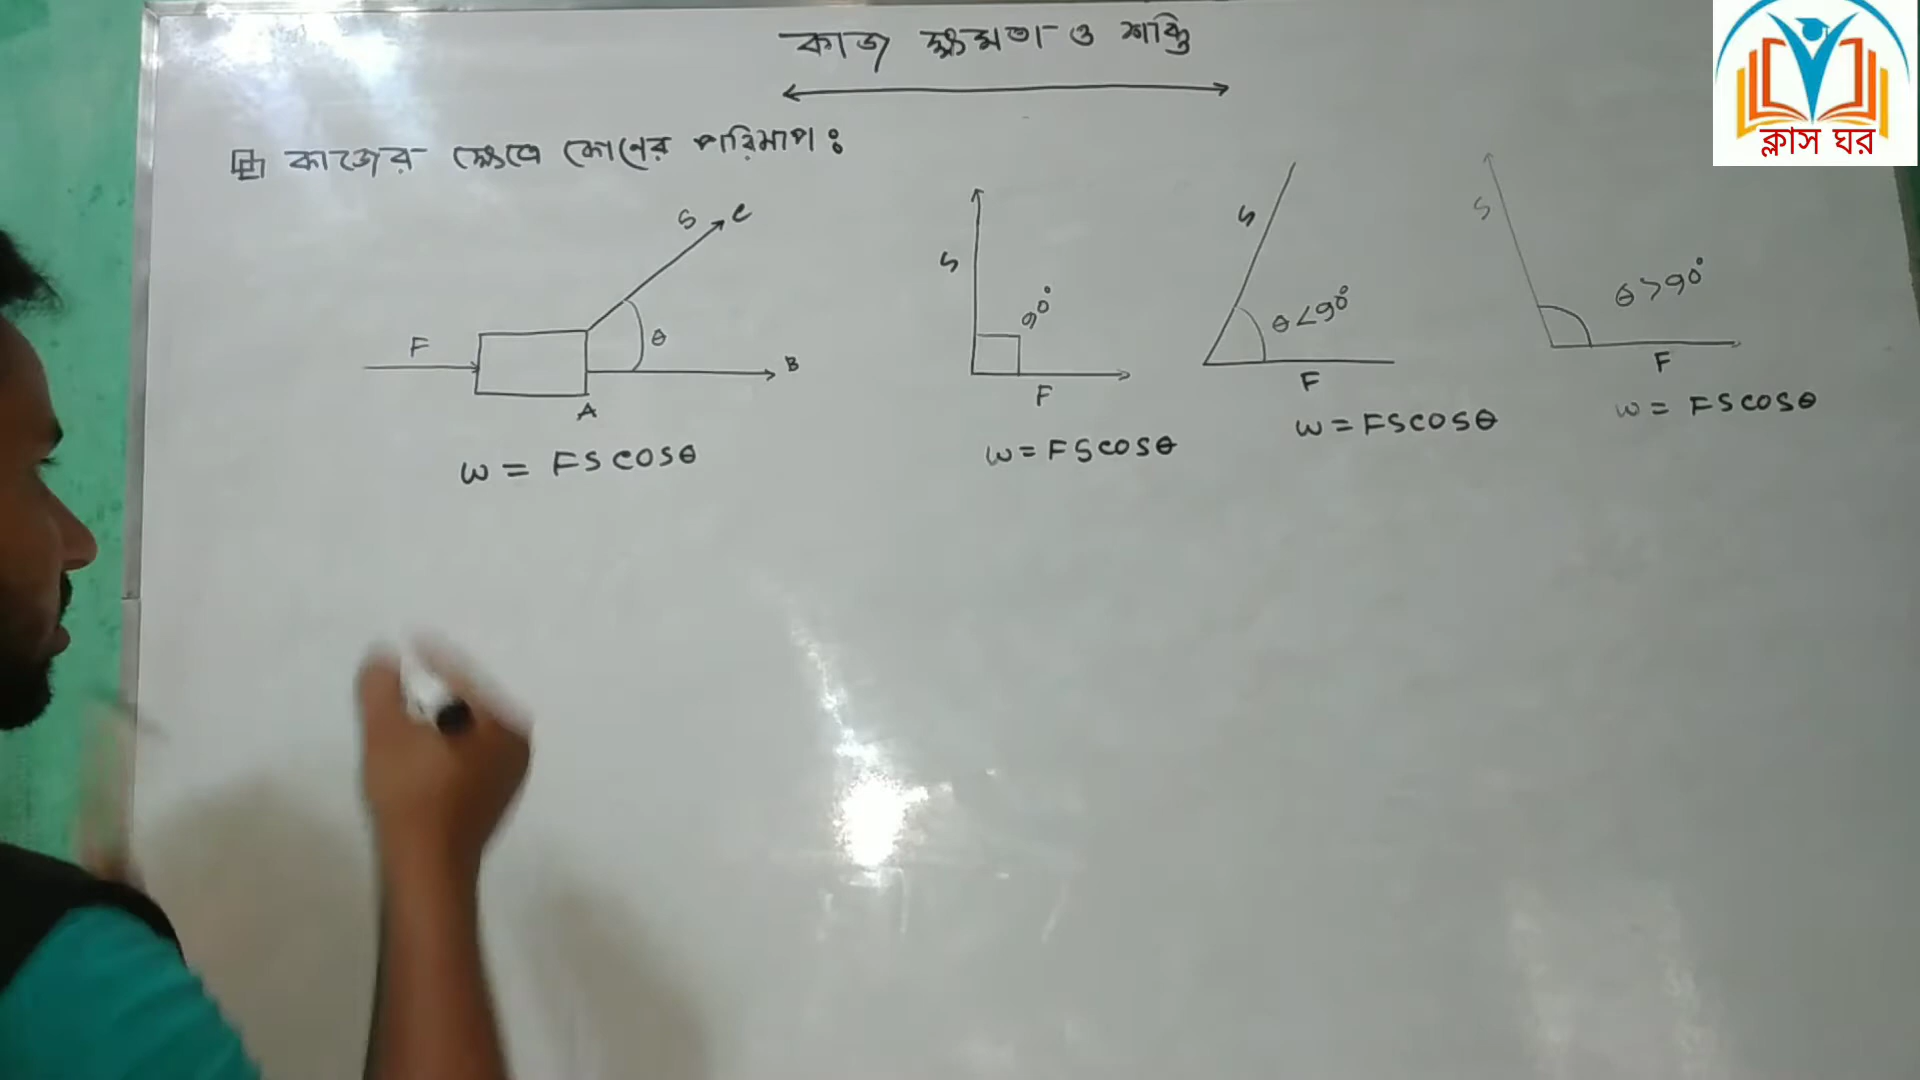 কাজ ক্ষমতা ও শক্তি
ক্লাস ঘর
কাজের ক্ষেত্রে কোনের পরিমাপ :
S C
F
θ
B
A
W = FS cosθ
S
90°
F
W = FS cosθ
S
θ < 90°
F
W = FS cosθ
S
θ > 90°
F
W = FS cosθ